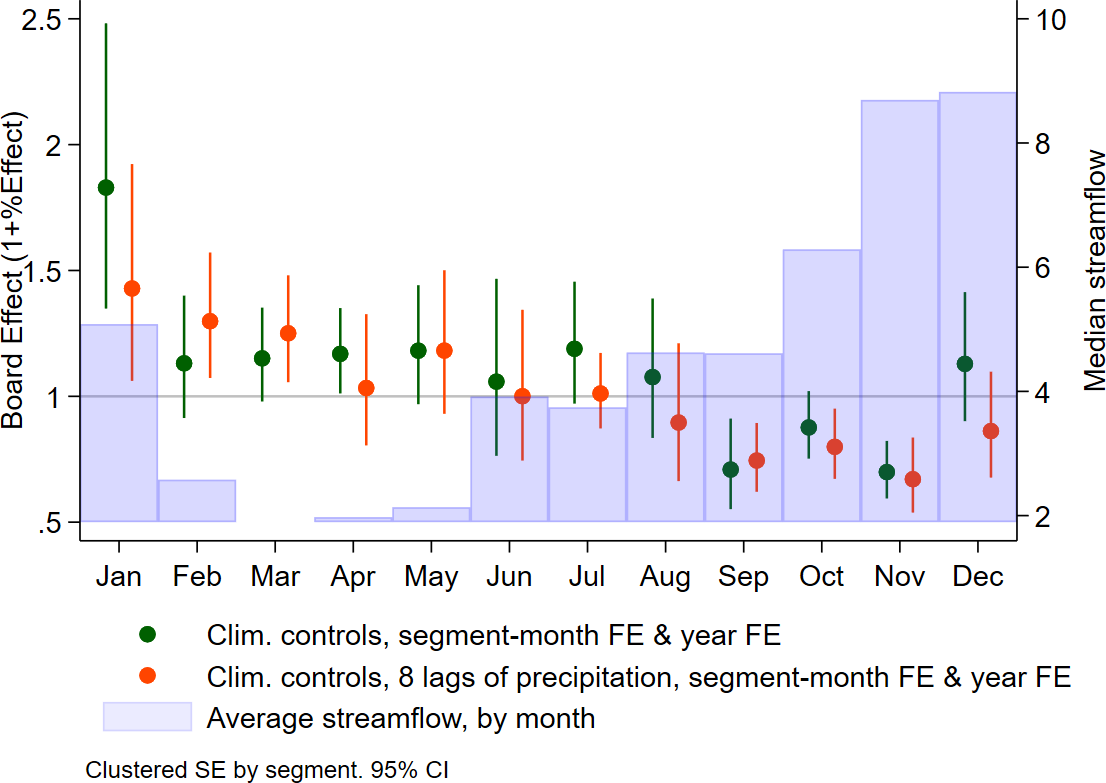 Board Effect (1+%Effect)
2.5
2
1.5
1
.5
10
8
6
4
2
Median streamflow
Jan Feb Mar Apr May Jun Jul Aug Sep Oct Nov Dec
Clim. controls, segment-month FE & year FE
Clim. controls, 8 lags of precipitation, segment-month FE & year FE
Average streamflow, by month
Clustered SE by segment. 95% CI